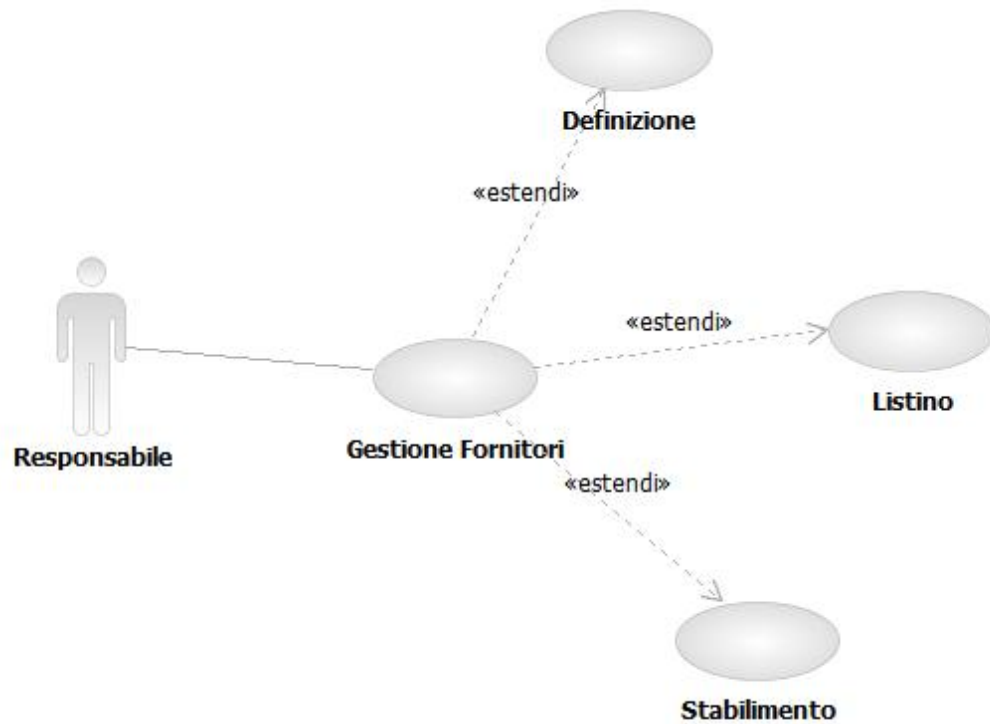 Definizione
«estendi»
«estendi»
Listino
Responsabile
Gestione Fornitori
«estendi»
Stabilimento